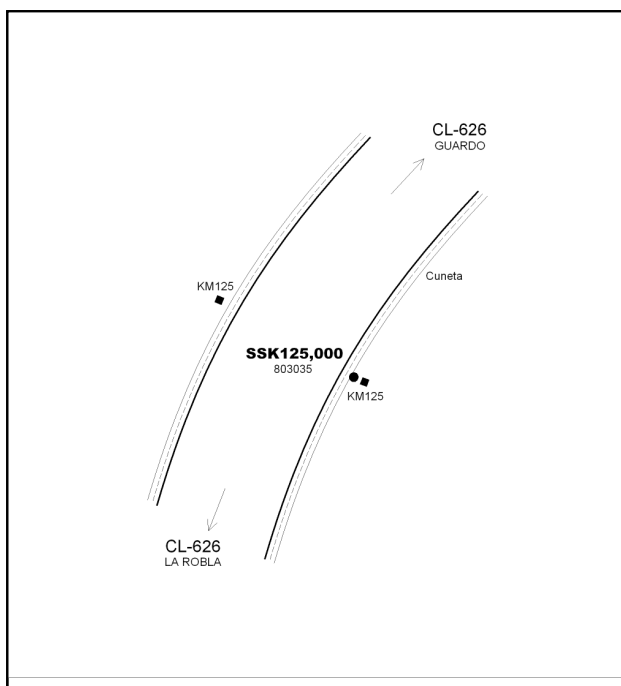 CL-626
GUARDO
Cuneta
KM125
SSK125,000
803035
KM125
CL-626
LA ROBLA